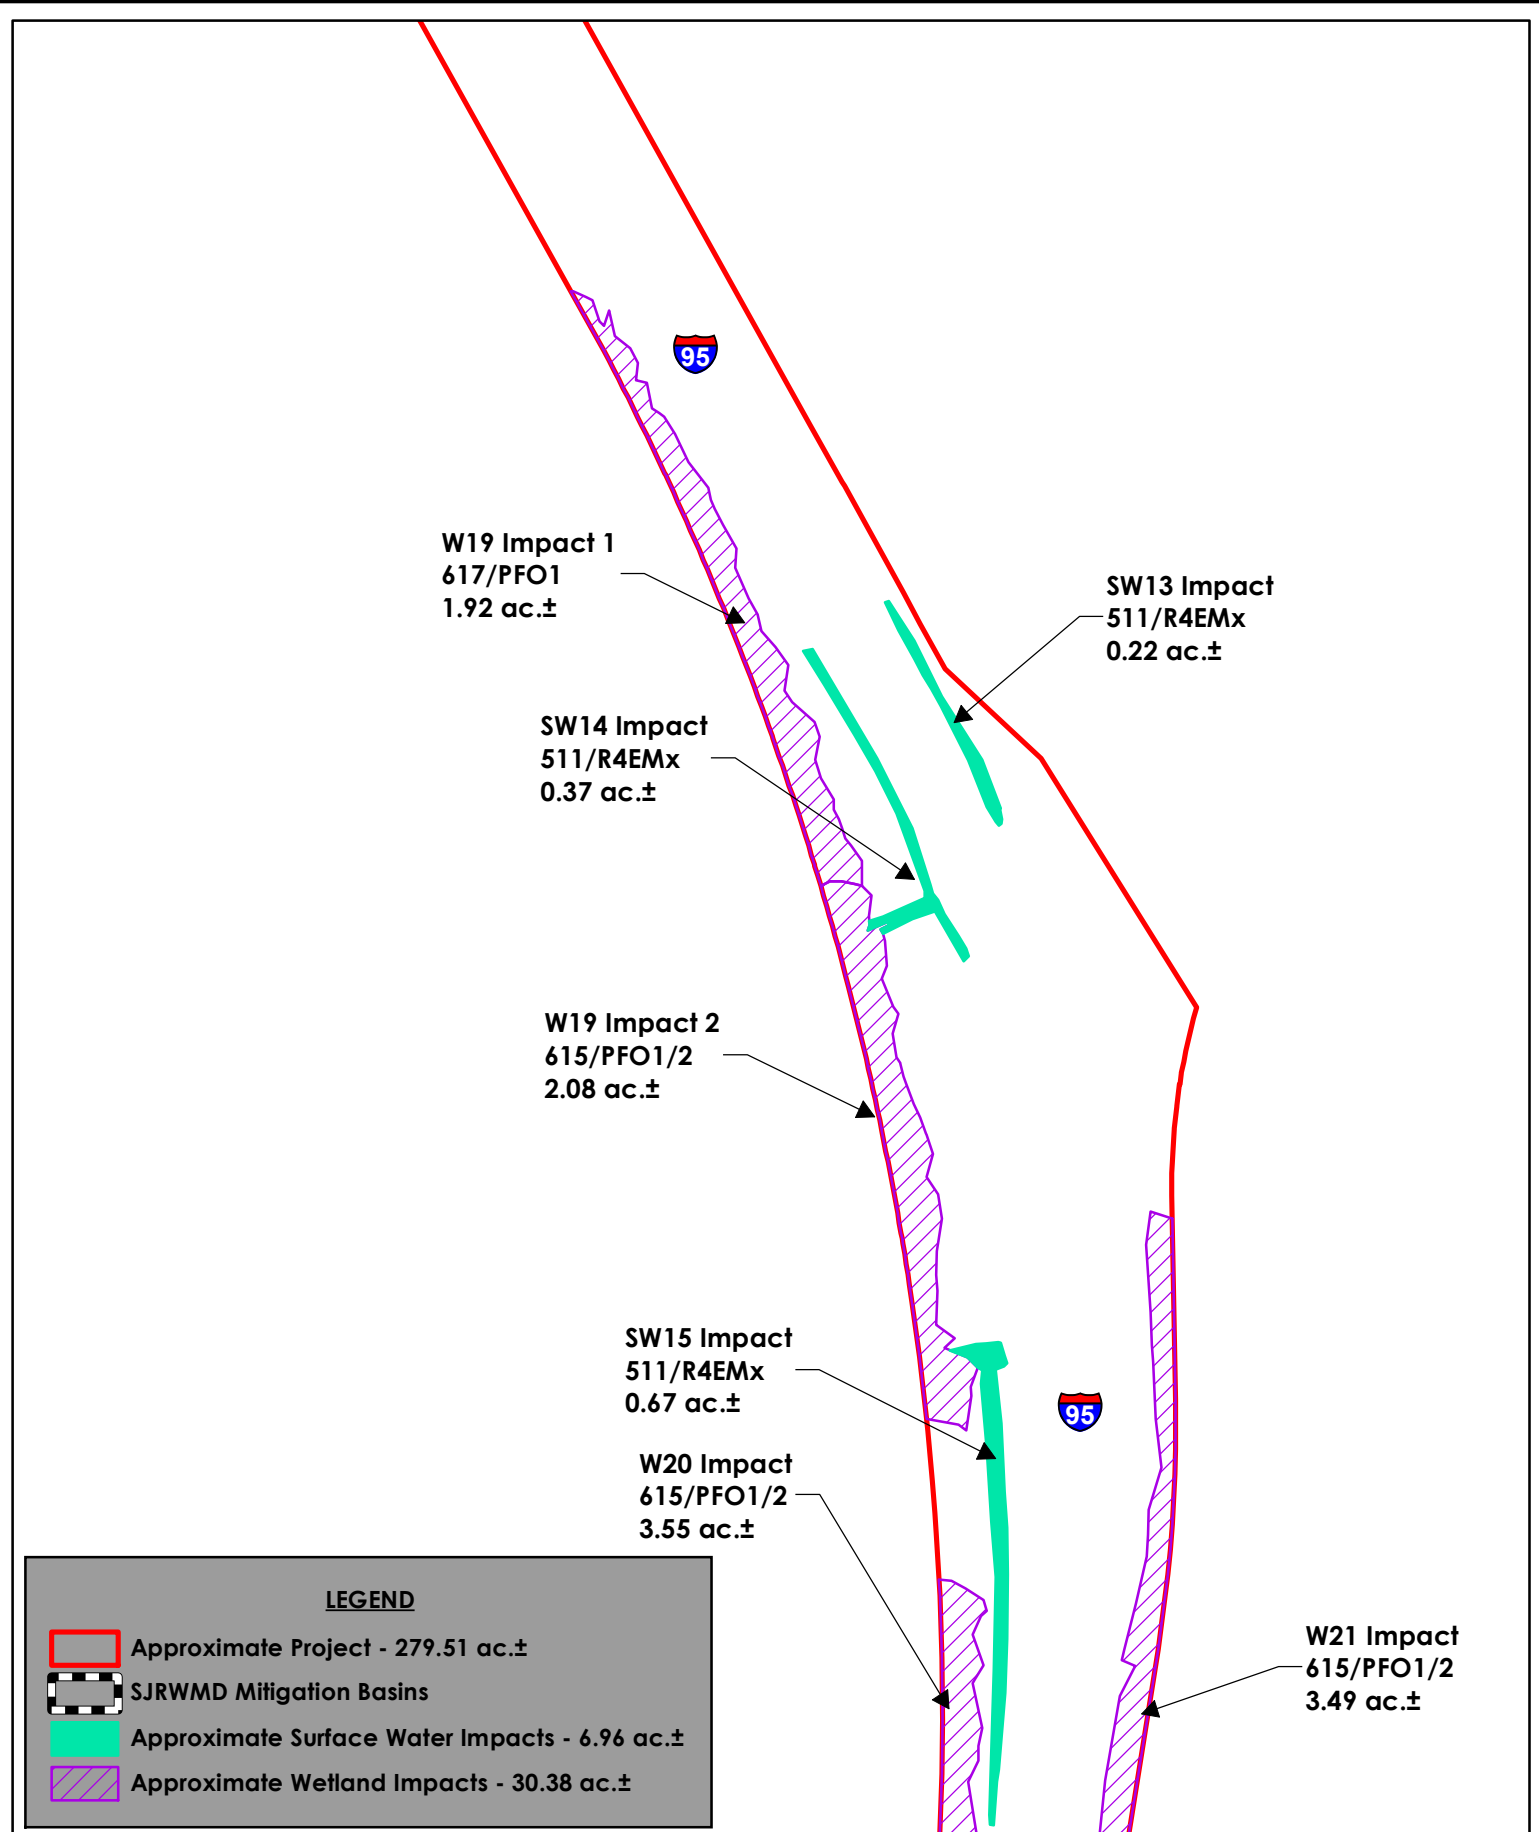 95
W19 Impact 1
617/PFO1
1.92 ac.±
SW13 Impact
511/R4EMx
0.22 ac.±
SW14 Impact
511/R4EMx
0.37 ac.±
W19 Impact 2
615/PFO1/2
2.08 ac.±
SW15 Impact
511/R4EMx
0.67 ac.±
95
W20 Impact
615/PFO1/2
3.55 ac.±
W21 Impact
615/PFO1/2
3.49 ac.±
LEGEND
Approximate Project - 279.51 ac.±
SJRWMD Mitigation Basins
Approximate Surface Water Impacts - 6.96 ac.±
Approximate Wetland Impacts - 30.38 ac.±